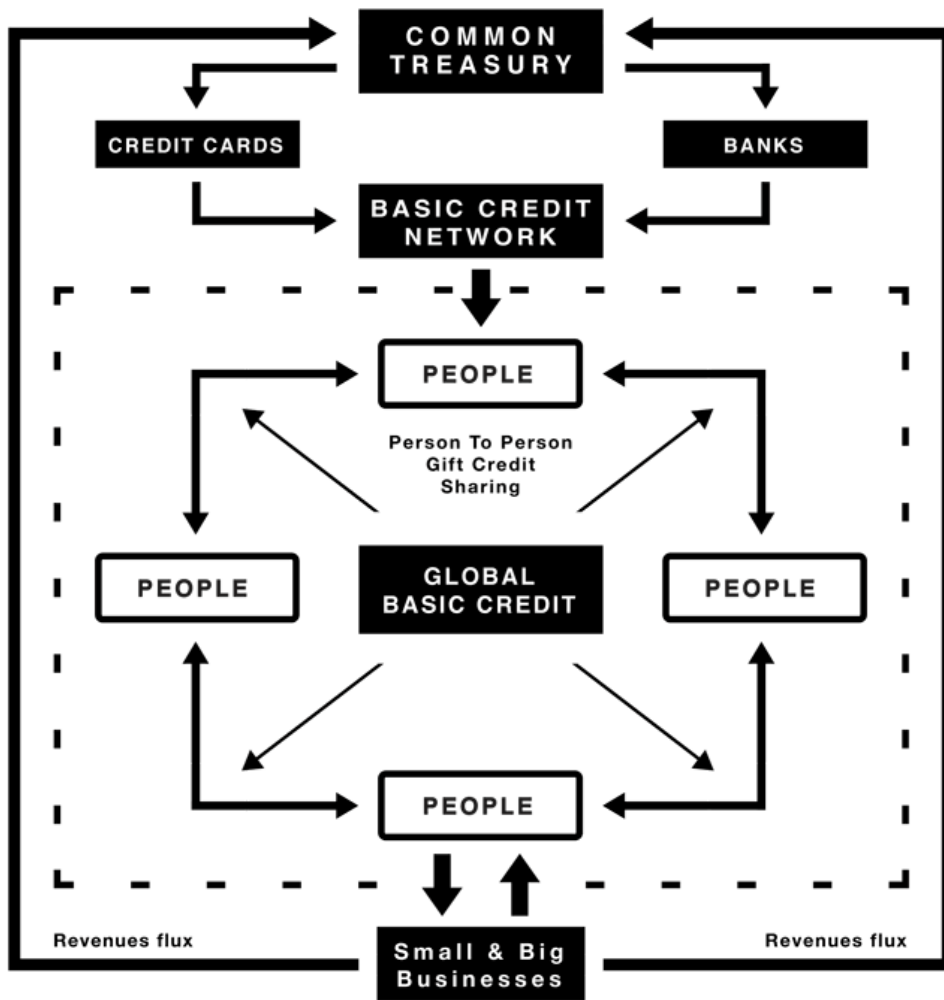 COMMON
TREASURY
CREDIT CARDS
BANKS
BASIC CREDIT
NETWORK
PEOPLE
Person To Person
Gift Credit
Sharing
PEOPLE
GLOBAL
BASIC CREDIT
PEOPLE
PEOPLE
Revenues flux
Revenues flux
Small & Big
Businesses